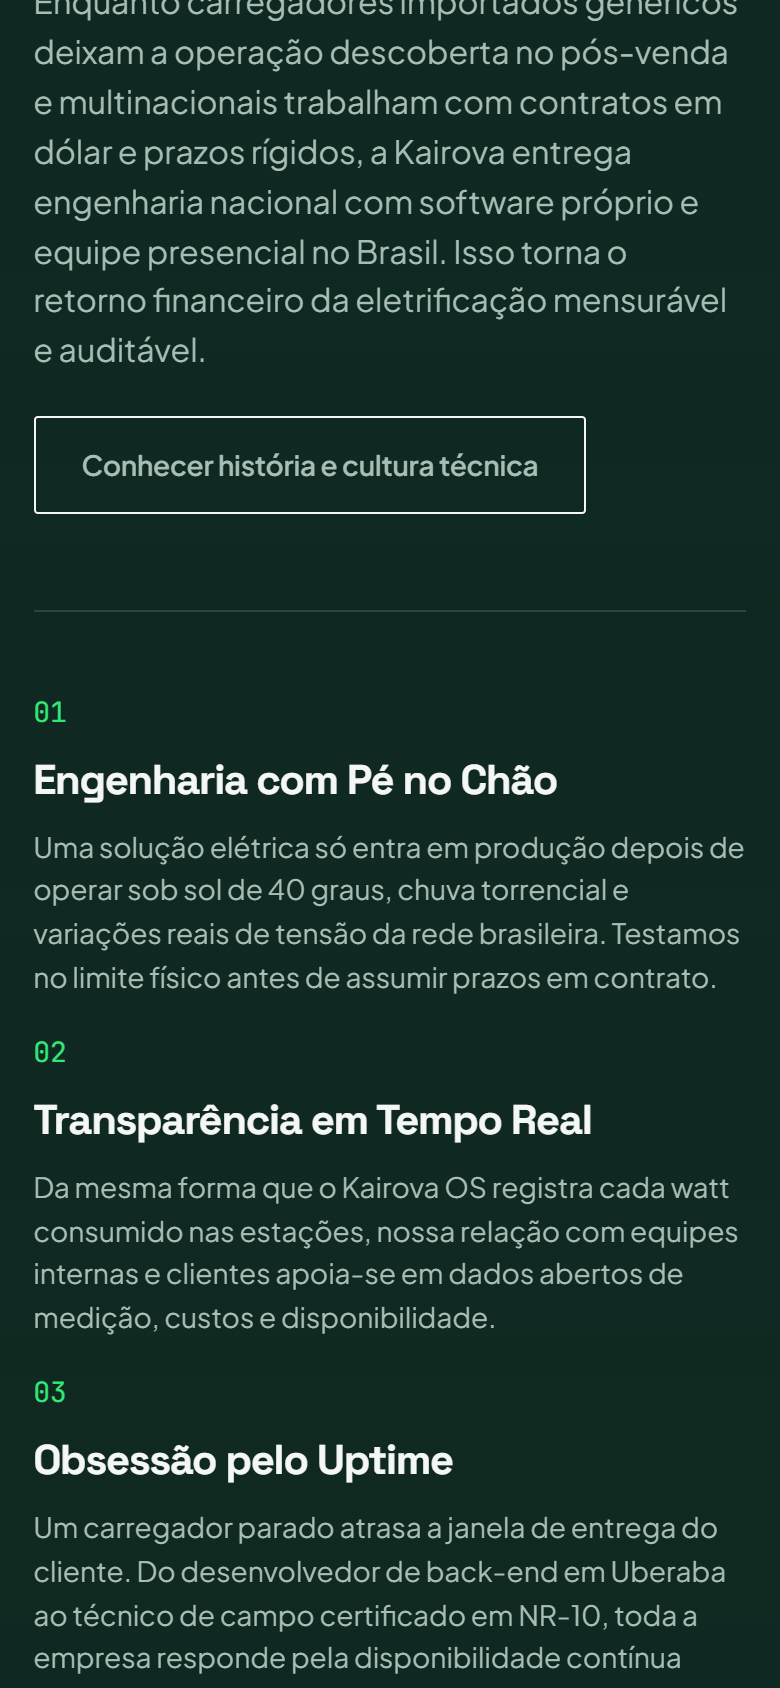 Enquanto carregadores importados genéricos
deixam a operação descoberta no pós-venda
e multinacionais trabalham com contratos em
dólar e prazos rígidos, a Kairova entrega
engenharia nacional com software próprio e
equipe presencial no Brasil. Isso torna o
retorno financeiro da eletrificação mensurável
e auditável.
Conhecer história e cultura técnica
01
Engenharia com Pé no Chão
Uma solução elétrica só entra em produção depois de
operar sob sol de 40 graus, chuva torrencial e
variações reais de tensão da rede brasileira. Testamos
no limite físico antes de assumir prazos em contrato.
02
Transparência em Tempo Real
Da mesma forma que o Kairova OS registra cada watt
consumido nas estações, nossa relação com equipes
internas e clientes apoia-se em dados abertos de
medição, custos e disponibilidade.
03
Obsessão pelo Uptime
Um carregador parado atrasa a janela de entrega do
cliente. Do desenvolvedor de back-end em Uberaba
ao técnico de campo certificado em NR-10, toda a
empresa responde pela disponibilidade contínua